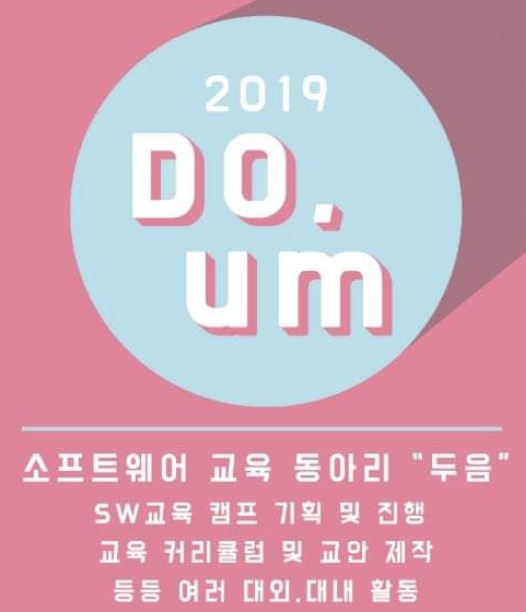 2019
DO.
um
소프트웨어 교육 동아리 "두음"
SW교육 캠프 기획 및 진행
교육 커리큘럼 및 교안 제작
등등 여러 대외.대내 활동